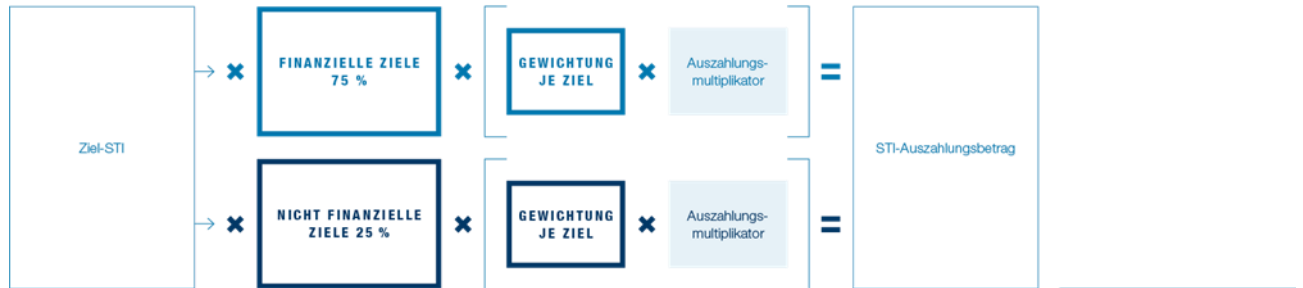 Ziel-STI
FINANZIELLE ZIELE
75 %
GEWICHTUNG
JE ZIEL
Auszahlungs-
multiplikator
STI-Auszahlungsbetrag
NICHT FINANZIELLE
ZIELE 25 %
GEWICHTUNG
JE ZIEL
Auszahlungs-
multiplikator